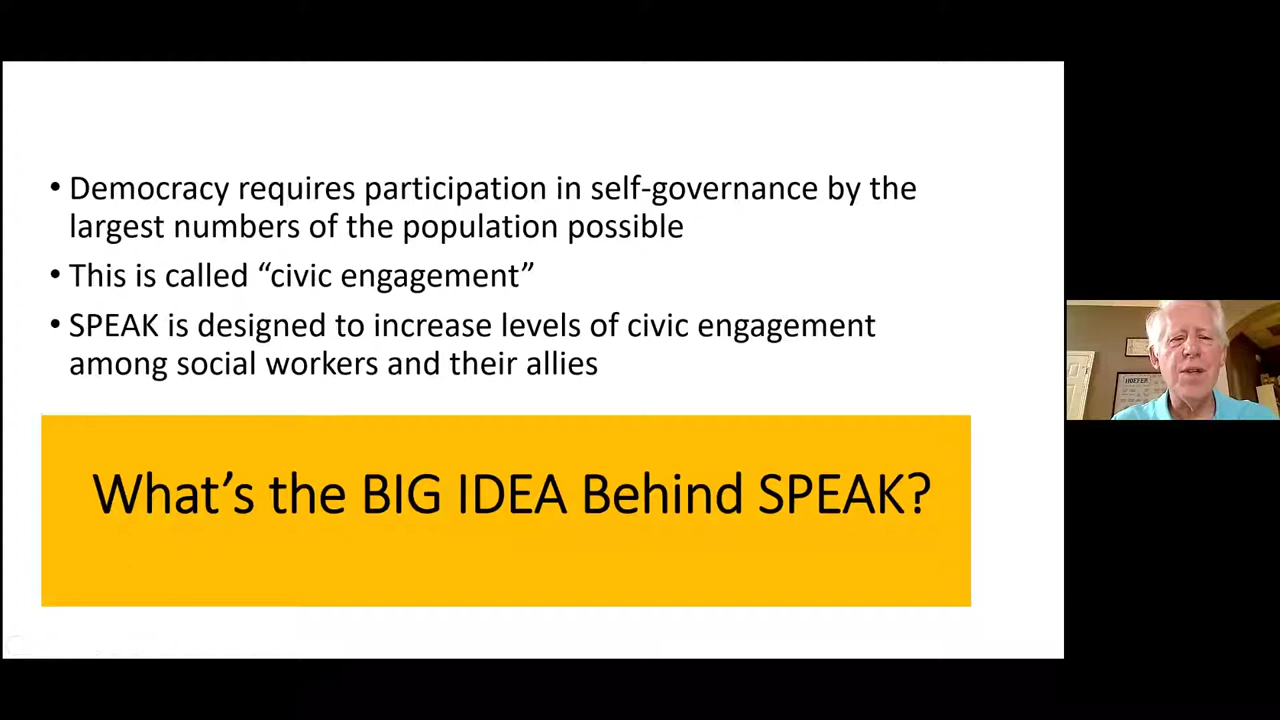 • Democracy requires participation in self-governance by the
largest numbers of the population possible
• This is called “civic engagement”
• SPEAK is designed to increase levels of civic engagement
among social workers and their allies
What’s the BIG IDEA Behind SPEAK?
HOEFER